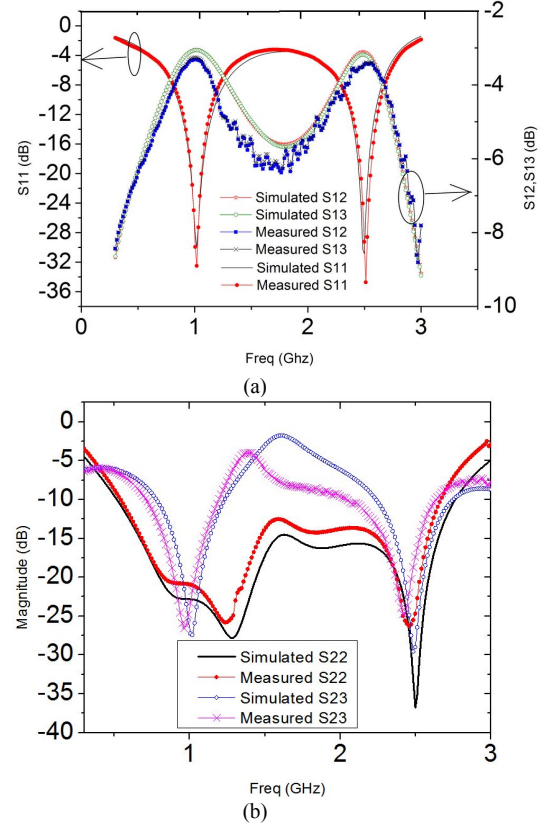 0
-4
-8
-12
-16
-20
-24
-28
-32
-36
S11 (dB)
-2
-4
-6
-8
-10
S12,S13 (dB)
Simulated S12
Simulated S13
Measured S12
Measured S13
Simulated S11
Measured S11
0 1 2 3
Freq (Ghz)
(a)
0
-5
-10
-15
-20
-25
-30
-35
-40
Magnitude (dB)
Simulated S22
Measured S22
Simulated S23
Measured S23
1 2 3
Freq (GHz)
(b)